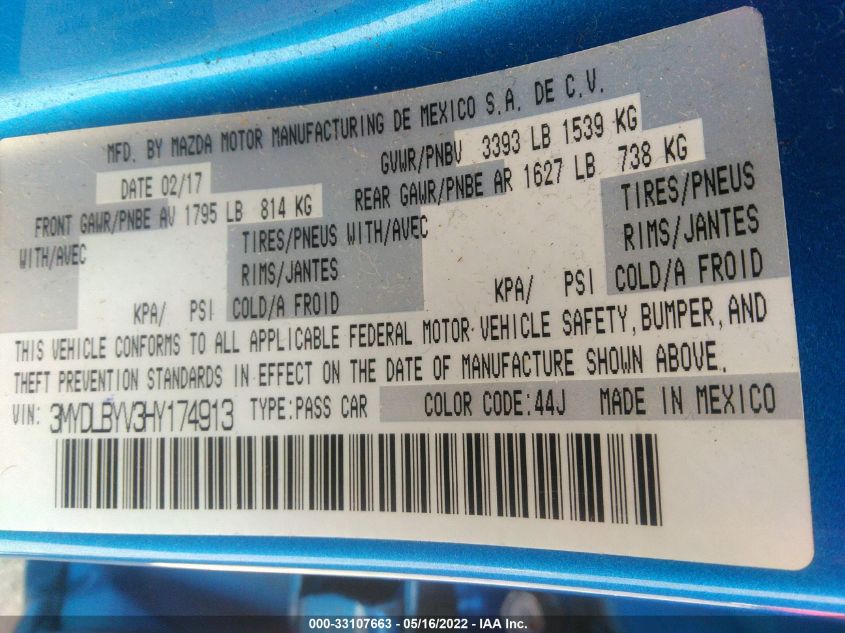 MFD. BY MAZDA MOTOR MANUFACTURING DE MEXICO S.A. DE C.V.
DATE 02/17
GVWR/PNBV 3393 LB 1539 KG
FRONT GAWR/PNBE AV 1795 LB 814 KG
REAR GAWR/PNBE AR 1627 LB 738 KG
WITH/AVEC
TIRES/PNEUS WITH/AVEC
TIRES/PNEUS
RIMS/JANTES
RIMS/JANTES
KPA/ PSI COLD/A FROID
KPA/ PSI COLD/A FROID
THIS VEHICLE CONFORMS TO ALL APPLICABLE FEDERAL MOTOR VEHICLE SAFETY, BUMPER, AND
THEFT PREVENTION STANDARDS IN EFFECT ON THE DATE OF MANUFACTURE SHOWN ABOVE.
VIN: 3MYDLBYV3HY174913 TYPE:PASS CAR COLOR CODE:44J MADE IN MEXICO
000-33107663 - 05/16/2022 - IAA Inc.